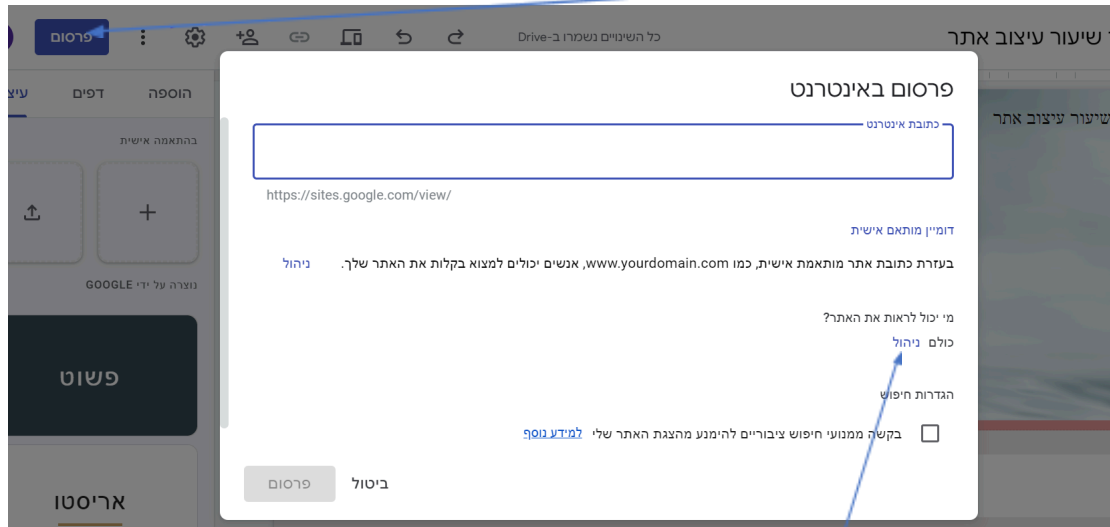 פרסום
כל השינויים נשמרו ב-Drive
שיעור עיצוב אתר
הוספה
דפים
בהתאמה אישית
נוצרה על ידי GOOGLE
פשוט
אריסטו
שיעור עיצוב אתר
פרסום באינטרנט
כתובת אינטרנט
https://sites.google.com/view/
דומיין מותאם אישית
בעזרת כתובת אתר מותאמת אישית, כמו www.yourdomain.com, אנשים יכולים למצוא בקלות את האתר שלך. ניהול
מי יכול לראות את האתר?
כולם ניהול
הגדרות חיפוש
בקשה ממנועי חיפוש ציבוריים להימנע מהצגת האתר שלי למידע נוסף
ביטול
פרסום